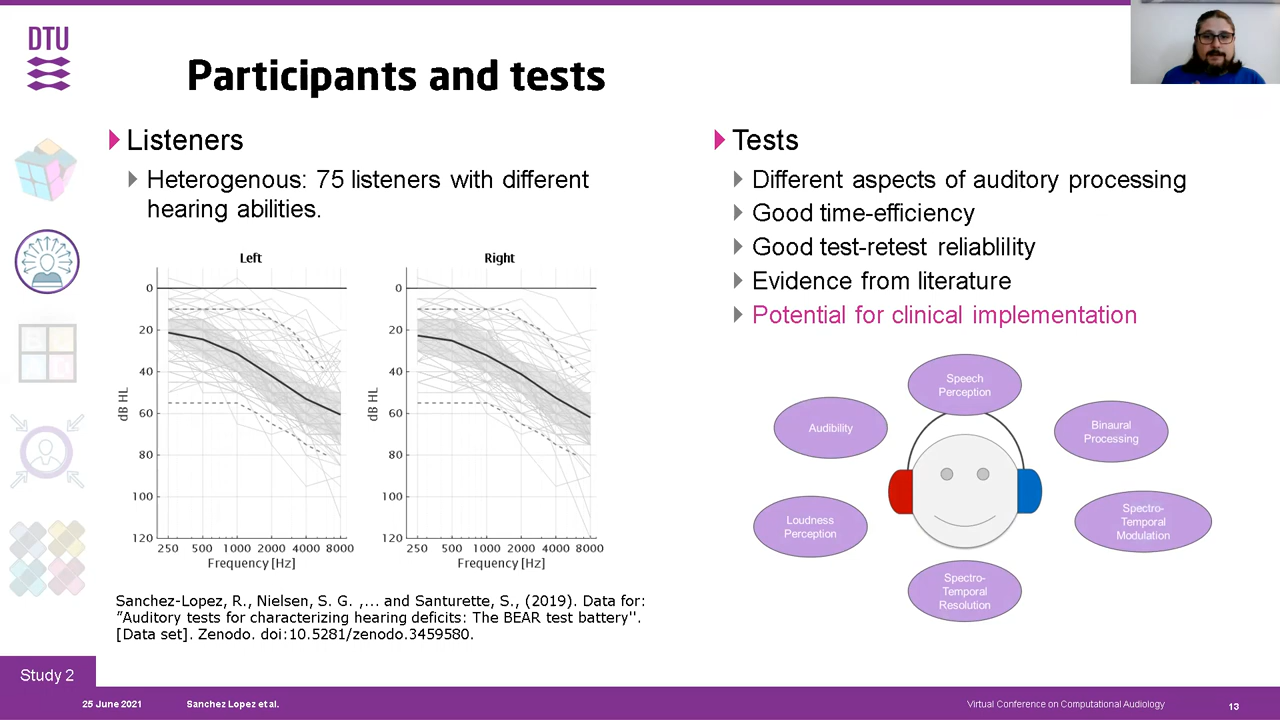 DTU
Participants and tests
Listeners
Heterogenous: 75 listeners with different
hearing abilities.
Left
Right
0
20
40
60
80
100
120
dB HL
250 500 1000 2000 4000 8000
Frequency [Hz]
0
20
40
60
80
100
120
dB HL
250 500 1000 2000 4000 8000
Frequency [Hz]
Sanchez-Lopez, R., Nielsen, S. G. ,... and Santurette, S., (2019). Data for:
”Auditory tests for characterizing hearing deficits: The BEAR test battery''.
[Data set]. Zenodo. doi:10.5281/zenodo.3459580.
Tests
Different aspects of auditory processing
Good time-efficiency
Good test-retest reliablility
Evidence from literature
Potential for clinical implementation
Speech
Perception
Audibility
Binaural
Processing
Loudness
Perception
Spectro-
Temporal
Modulation
Spectro-
Temporal
Resolution
Study 2
25 June 2021
Sanchez Lopez et al.
Virtual Conference on Computational Audiology
13